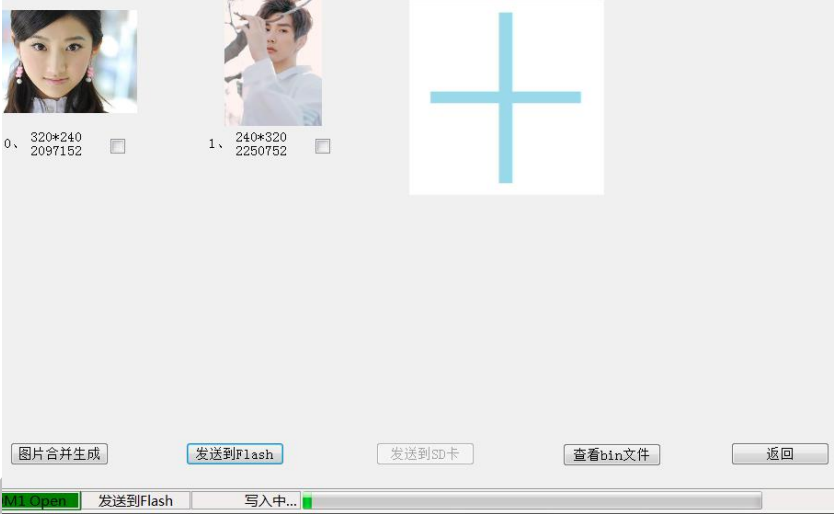 0、 320*240
2097152
1、 240*320
2250752
图片合并生成
发送到Flash
发送到SD卡
查看bin文件
返回
M1 Open
发送到Flash
写入中...